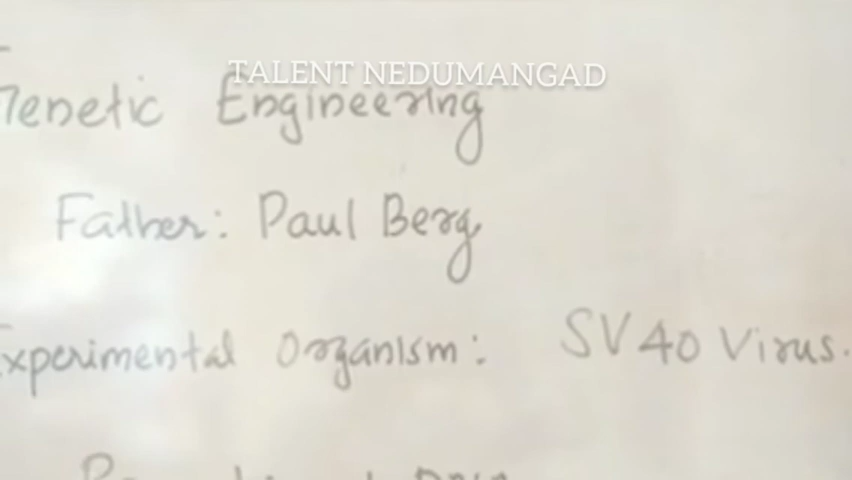 TALENT NEDUMANGAD
Genetic Engineering
Father: Paul Berg
Experimental Organism: SV40 Virus.